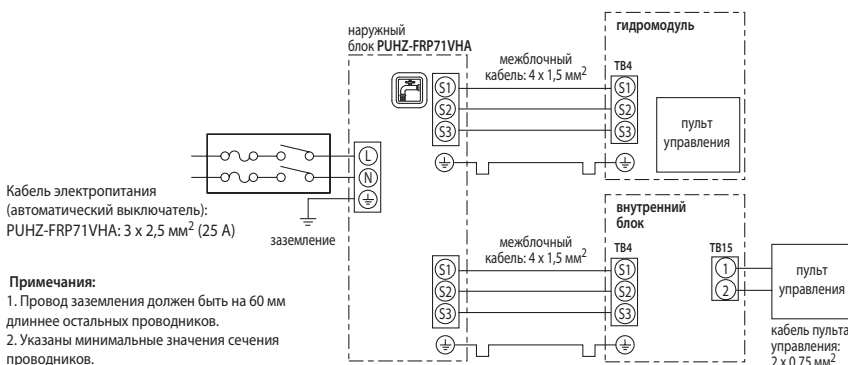 наружный
блок PUHZ-FRP71VHA
гидромодуль
межблочный
кабель: 4 x 1,5 мм²
TB4
S1
S2
S3
S1
S2
S3
пульт
управления
L
N
Кабель электропитания
(автоматический выключатель):
PUHZ-FRP71VHA: 3 x 2,5 мм² (25 А)
заземление
внутренний
блок
межблочный
кабель: 4 x 1,5 мм²
TB4
TB15
S1
S2
S3
S1
S2
S3
1
2
пульт
управления
кабель пульта
управления:
2 x 0,75 мм²
Примечания:
1. Провод заземления должен быть на 60 мм
длиннее остальных проводников.
2. Указаны минимальные значения сечения
проводников.